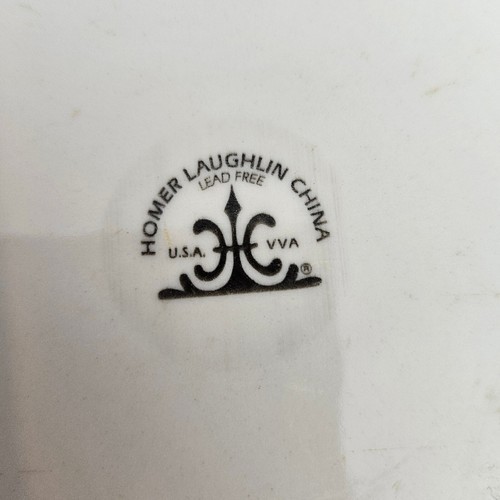 HOMER LAUGHLIN CHINA
LEAD FREE
U.S.A. VVA
®